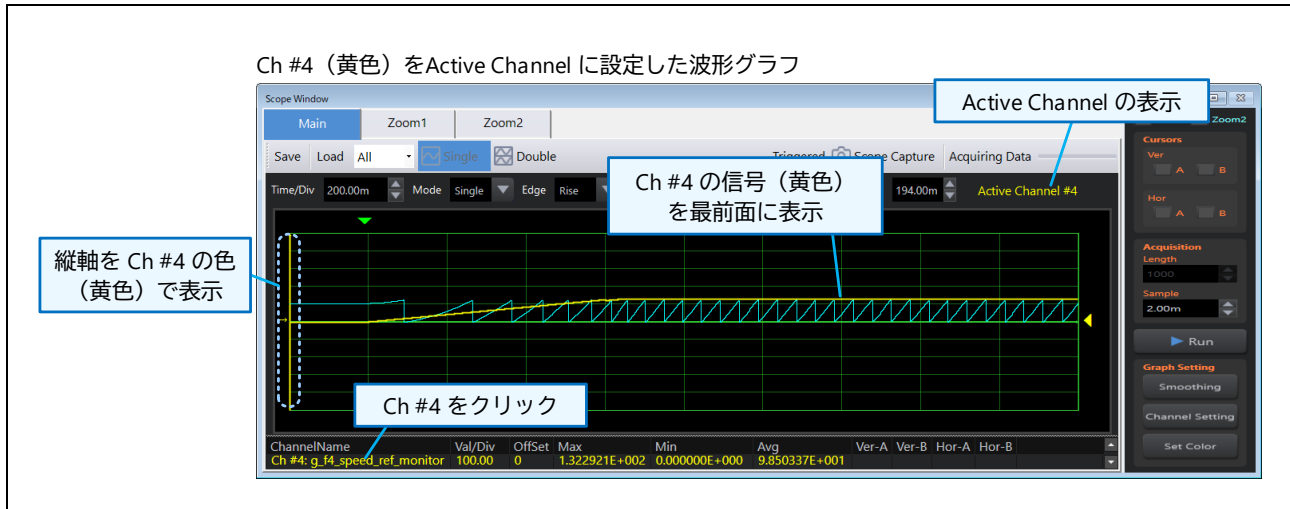 Ch #4（黄色）をActive Channel に設定した波形グラフ
Scope Window
Active Channel の表示
Main Zoom1 Zoom2
Zoom2
Save Load All Single Double Triggered Scope Capture Acquiring Data
Time/Div 200.00m Mode Single Edge Rise 194.00m Active Channel #4
Ch #4 の信号（黄色）
を最前面に表示
縦軸を Ch #4 の色
（黄色）で表示
Ch #4 をクリック
ChannelName Val/Div OffSet Max Min Avg Ver-A Ver-B Hor-A Hor-B
Ch #4: g_f4_speed_ref_monitor 100.00 0 1.322921E+002 0.000000E+000 9.850337E+001
Cursors
Ver
A B
Hor
A B
Acquisition
Length
1000
Sample
2.00m
Run
Graph Setting
Smoothing
Channel Setting
Set Color